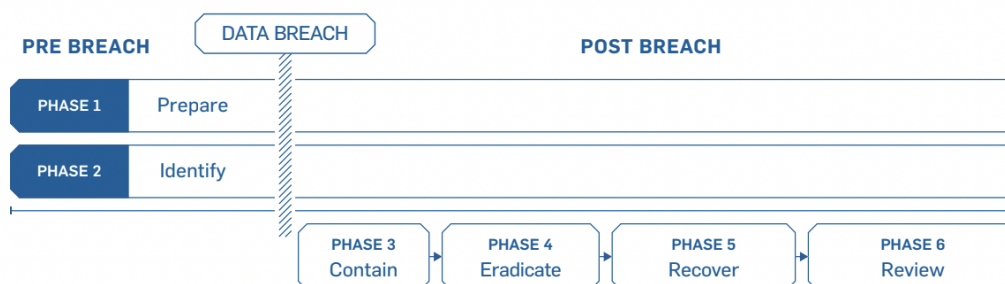 DATA BREACH
PRE BREACH
POST BREACH
PHASE 1
Prepare
PHASE 2
Identify
PHASE 3
Contain
PHASE 4
Eradicate
PHASE 5
Recover
PHASE 6
Review